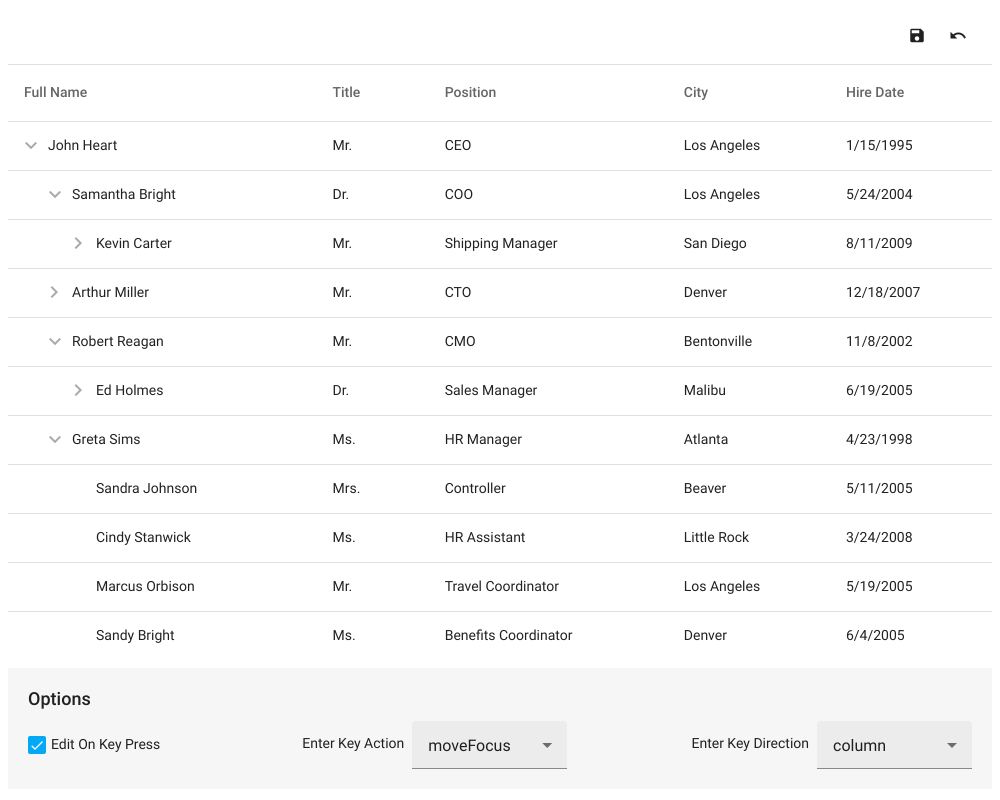 Full Name Title Position City Hire Date
John Heart Mr. CEO Los Angeles 1/15/1995
Samantha Bright Dr. COO Los Angeles 5/24/2004
Kevin Carter Mr. Shipping Manager San Diego 8/11/2009
Arthur Miller Mr. CTO Denver 12/18/2007
Robert Reagan Mr. CMO Bentonville 11/8/2002
Ed Holmes Dr. Sales Manager Malibu 6/19/2005
Greta Sims Ms. HR Manager Atlanta 4/23/1998
Sandra Johnson Mrs. Controller Beaver 5/11/2005
Cindy Stanwick Ms. HR Assistant Little Rock 3/24/2008
Marcus Orbison Mr. Travel Coordinator Los Angeles 5/19/2005
Sandy Bright Ms. Benefits Coordinator Denver 6/4/2005
Options
Edit On Key Press Enter Key Action moveFocus Enter Key Direction column